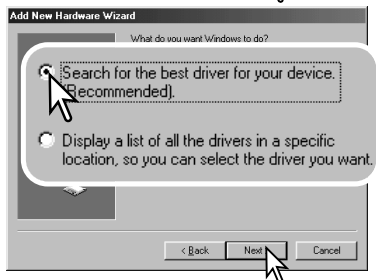 Add New Hardware Wizard
What do you want Windows to do?
Search for the best driver for your device.
(Recommended).
Display a list of all the drivers in a specific
location, so you can select the driver you want.
< Back
Next
Cancel